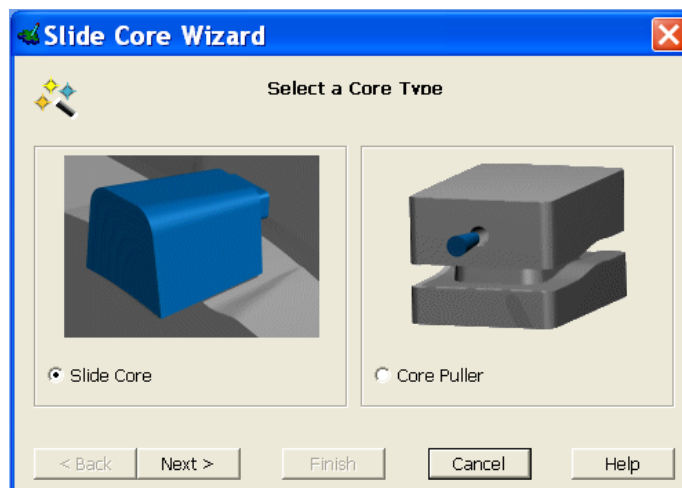 Slide Core Wizard
Select a Core Type
Slide Core
Core Puller
< Back
Next >
Finish
Cancel
Help